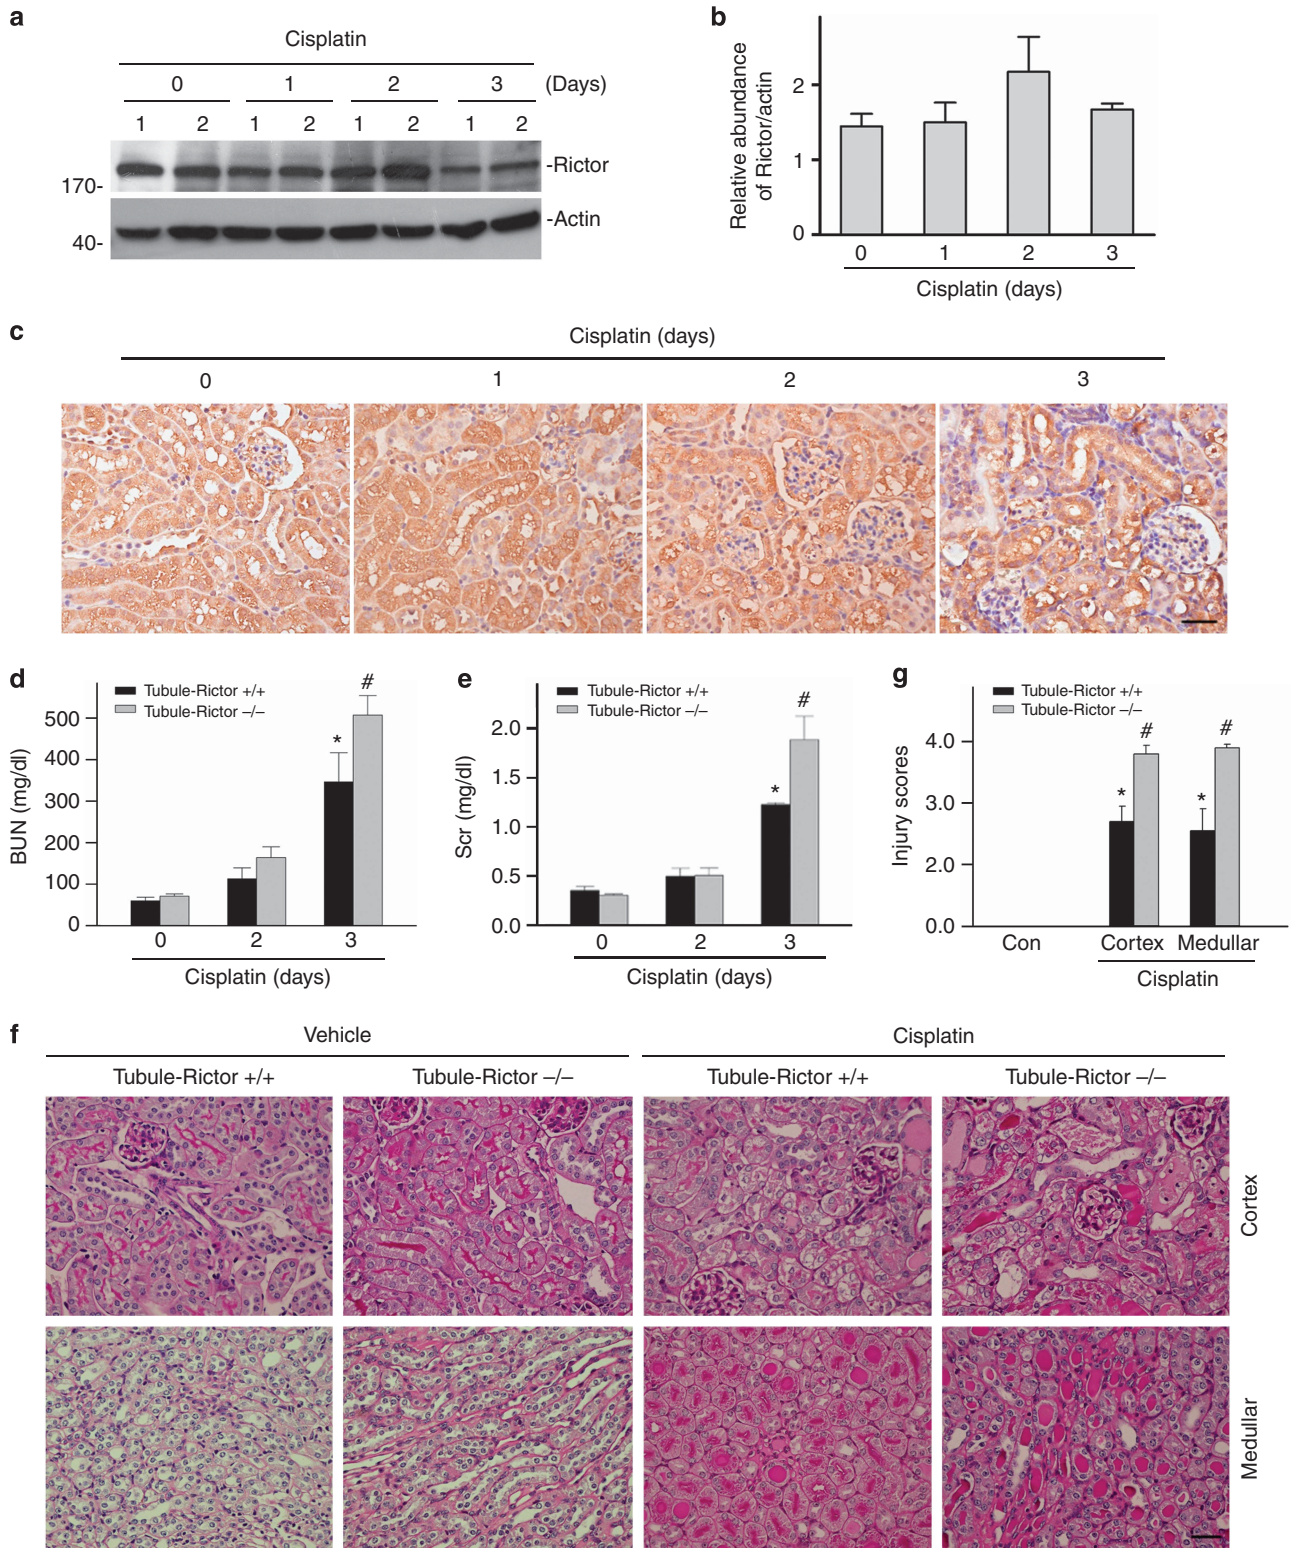 a
Cisplatin
0 1 2 3 (Days)
1 2 1 2 1 2 1 2
-Rictor
170-
-Actin
40-
b
Relative abundance
of Rictor/actin
2
1
0
0 1 2 3
Cisplatin (days)
c
Cisplatin (days)
0 1 2 3
d
Tubule-Rictor +/+
Tubule-Rictor –/–
BUN (mg/dl)
500
400
300
200
100
0
*
#
0 2 3
Cisplatin (days)
e
Tubule-Rictor +/+
Tubule-Rictor –/–
Scr (mg/dl)
2.0
1.5
1.0
0.5
0.0
*
#
0 2 3
Cisplatin (days)
g
Tubule-Rictor +/+
Tubule-Rictor –/–
Injury scores
4.0
3.0
2.0
0.0
*
#
*
#
Con Cortex Medullar
Cisplatin
f
Vehicle Cisplatin
Tubule-Rictor +/+ Tubule-Rictor –/– Tubule-Rictor +/+ Tubule-Rictor –/–
Cortex
Medullar